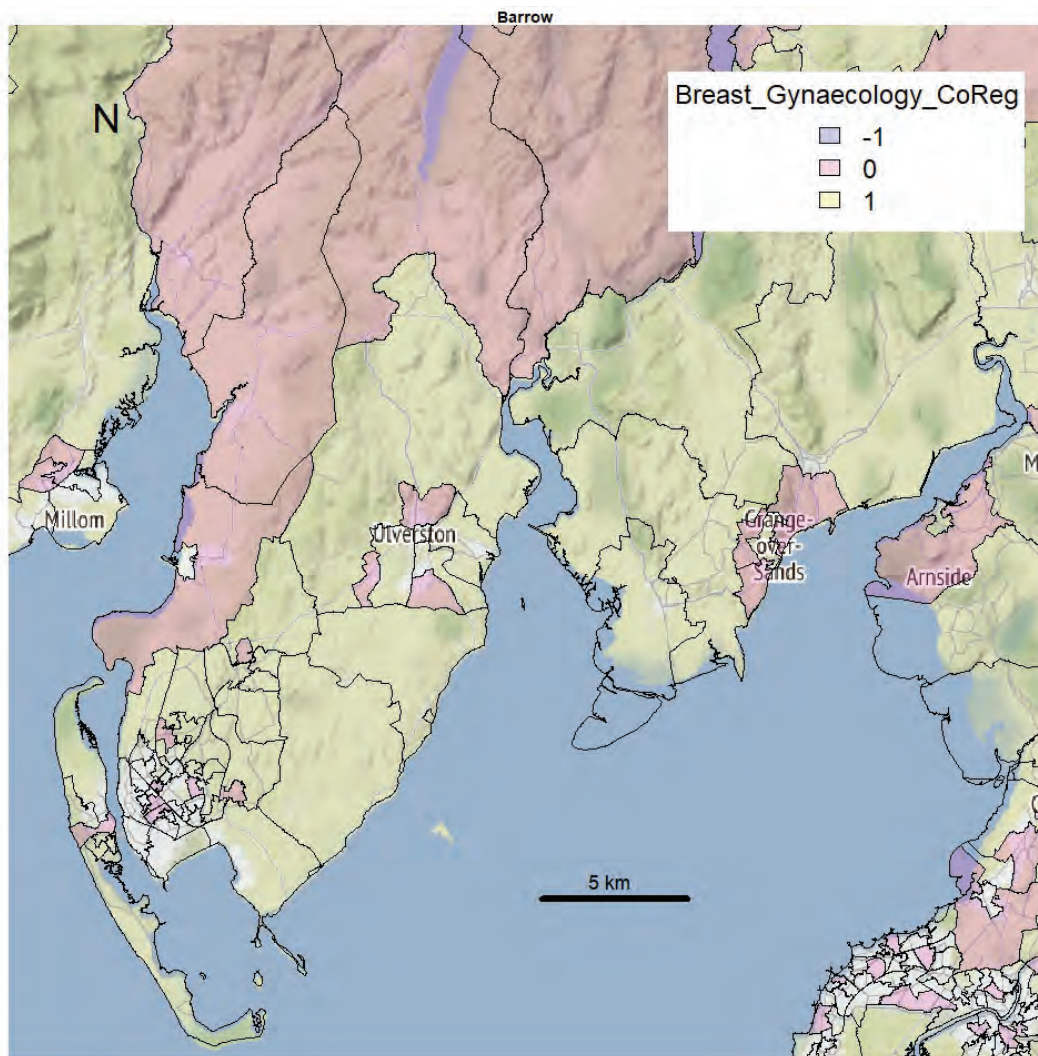 Barrow
N
Breast_Gynaecology_CoReg
-1
0
1
Millom
Ulverston
Grange-
over-
Sands
Arnside
M
5 km